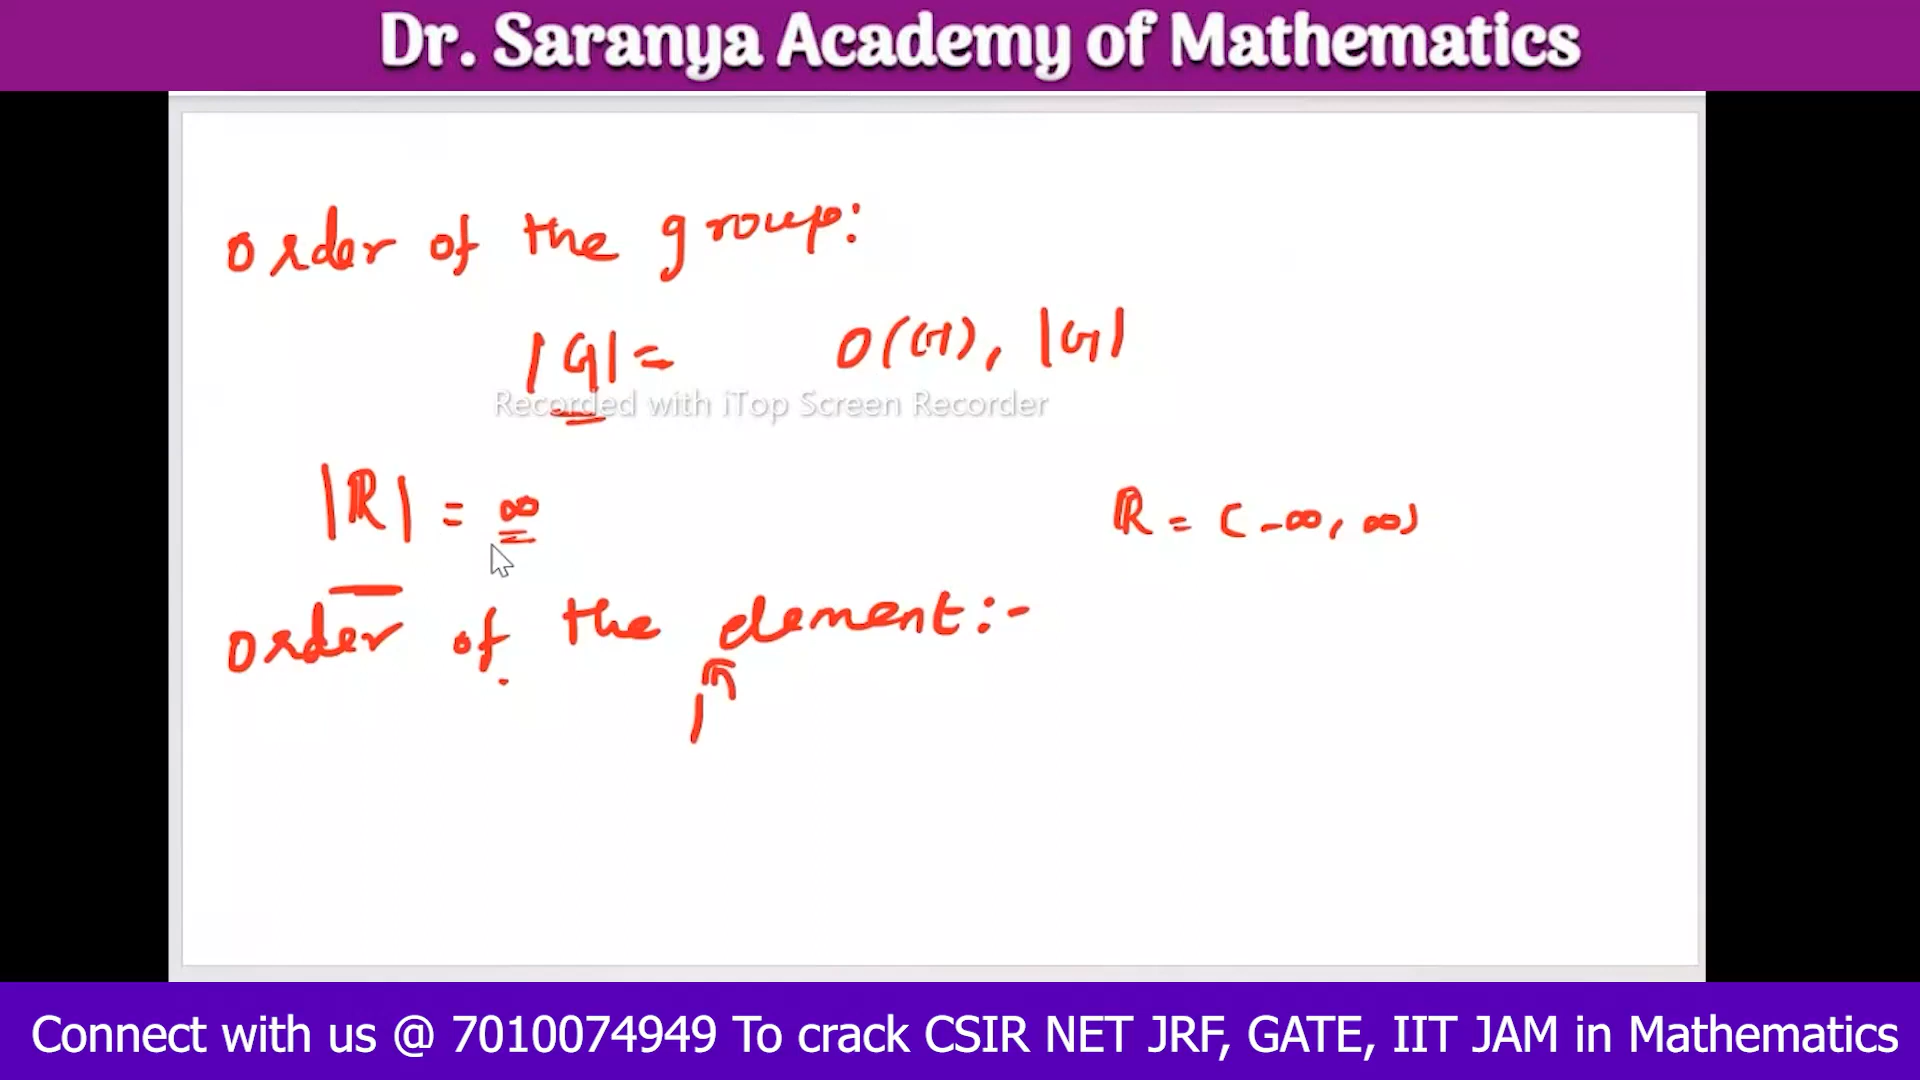 Dr. Saranya Academy of Mathematics
Order of the group:
|G| = O(G), |G|
Recorded with iTop Screen Recorder
|ℝ| = ∞ ℝ = (-∞, ∞)
Order of the element:-
Connect with us @ 7010074949 To crack CSIR NET JRF, GATE, IIT JAM in Mathematics